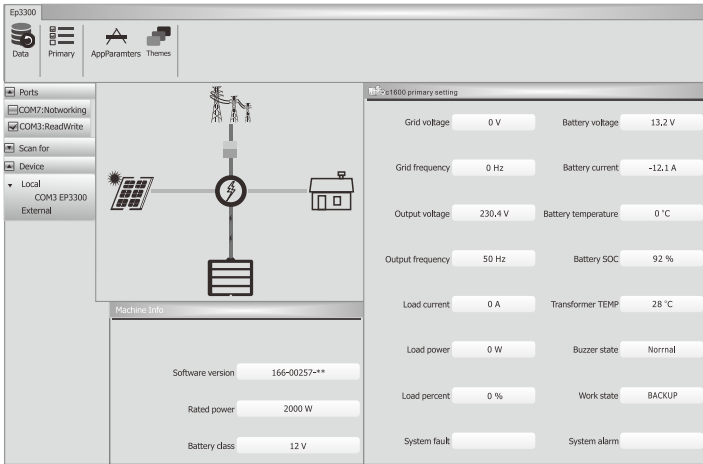 Ep3300
Data
Primary
AppParamters
Themes
Ports
COM7:Notworking
COM3:ReadWrite
Scan for
Device
Local
COM3 EP3300
External
Machine Info
Software version 166-00257-**
Rated power 2000 W
Battery class 12 V
c1600 primary setting
Grid voltage 0 V Battery voltage 13,2 V
Grid frequency 0 Hz Battery current -12.1 A
Output voltage 230.4 V Battery temperature 0 °C
Output frequency 50 Hz Battery SOC 92 %
Load current 0 A Transformer TEMP 28 °C
Load power 0 W Buzzer state Norrnal
Load percent 0 % Work state BACKUP
System fault System alarm